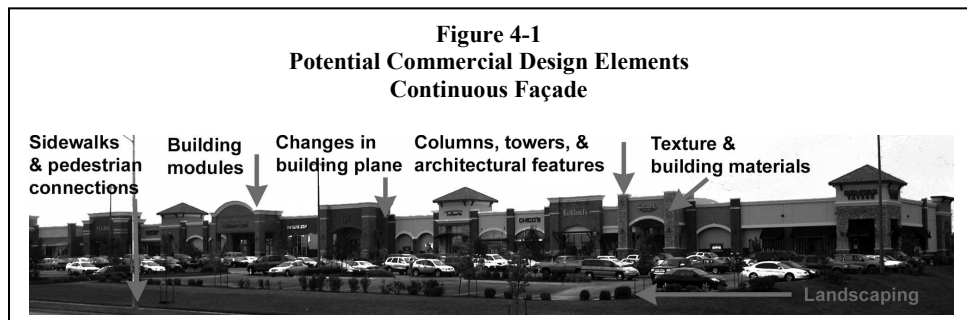 Figure 4-1
Potential Commercial Design Elements
Continuous Façade
Sidewalks
& pedestrian
connections
Building
modules
Changes in
building plane
Columns, towers, &
architectural features
Texture &
building materials
CHICO'S
Kirkland's
Landscaping